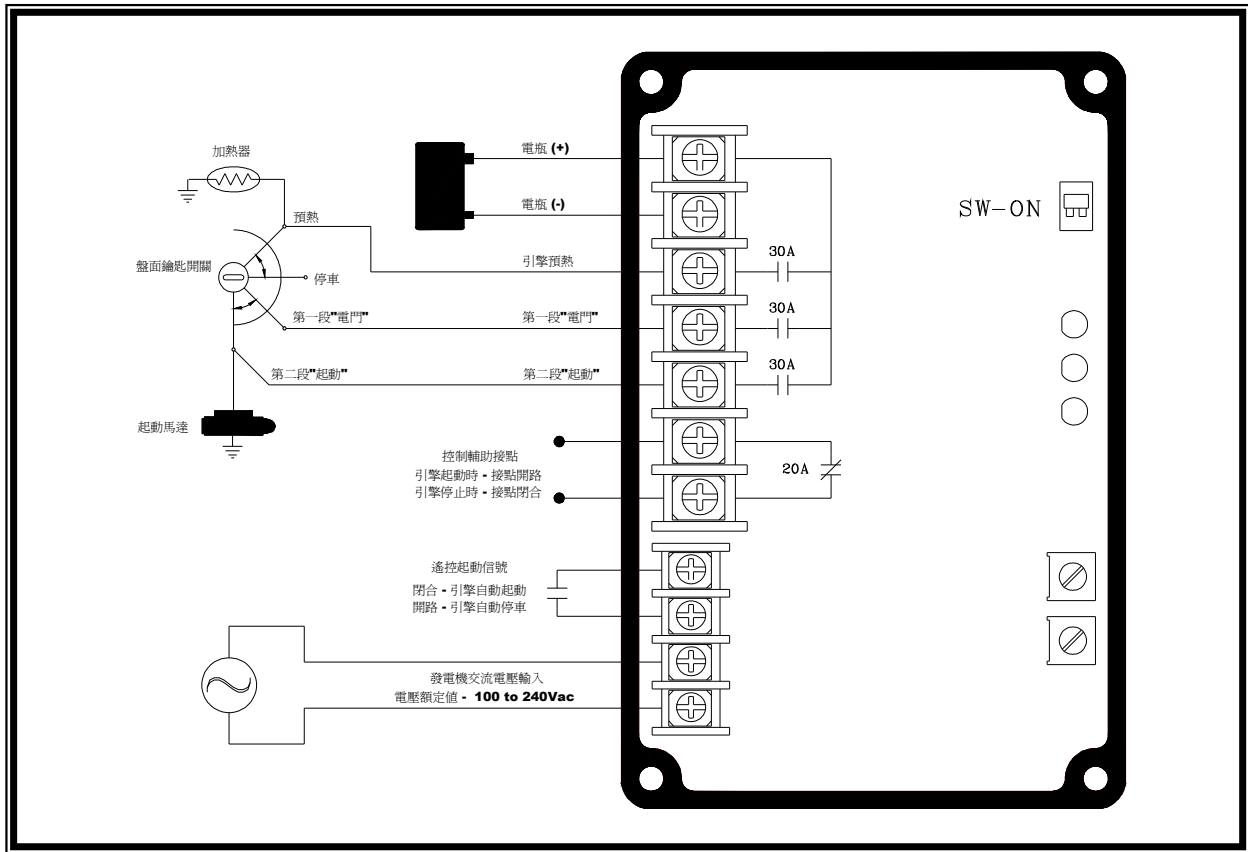 加熱器
預熱
盤面鑰匙開關
停車
第一段"電門"
第二段"起動"
起動馬達
電瓶 (+)
電瓶 (-)
引擎預熱
第一段"電門"
第二段"起動"
控制輔助接點
引擎起動時 - 接點開路
引擎停止時 - 接點閉合
遙控起動信號
閉合 - 引擎自動起動
開路 - 引擎自動停車
發電機交流電壓輸入
電壓額定值 - 100 to 240Vac
30A
30A
30A
20A
SW-ON